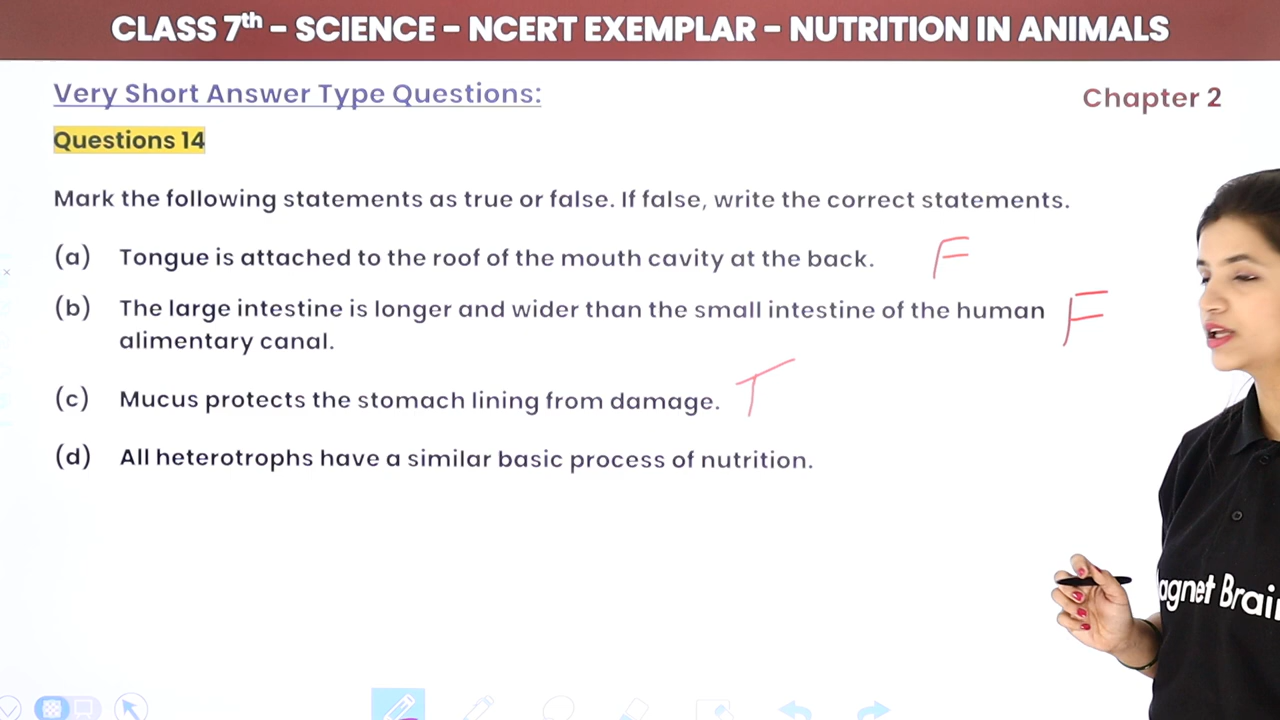 CLASS 7th – SCIENCE – NCERT EXEMPLAR – NUTRITION IN ANIMALS
Very Short Answer Type Questions:
Chapter 2
Questions 14
Mark the following statements as true or false. If false, write the correct statements.
(a) Tongue is attached to the roof of the mouth cavity at the back. F
(b) The large intestine is longer and wider than the small intestine of the human F
alimentary canal.
(c) Mucus protects the stomach lining from damage. T
(d) All heterotrophs have a similar basic process of nutrition.
agnet Brai